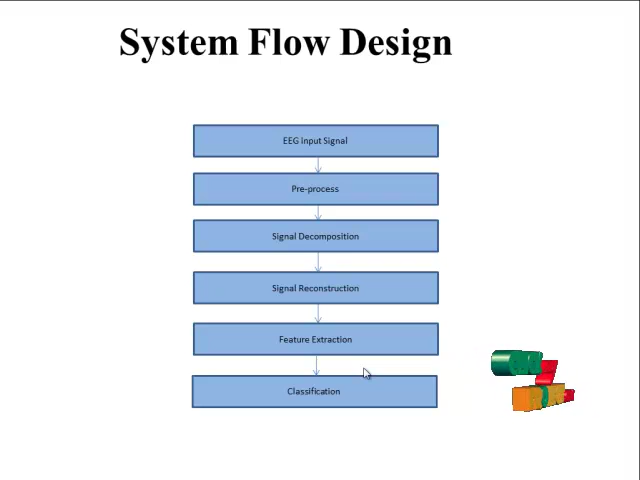 System Flow Design
EEG Input Signal
Pre-process
Signal Decomposition
Signal Reconstruction
Feature Extraction
Classification